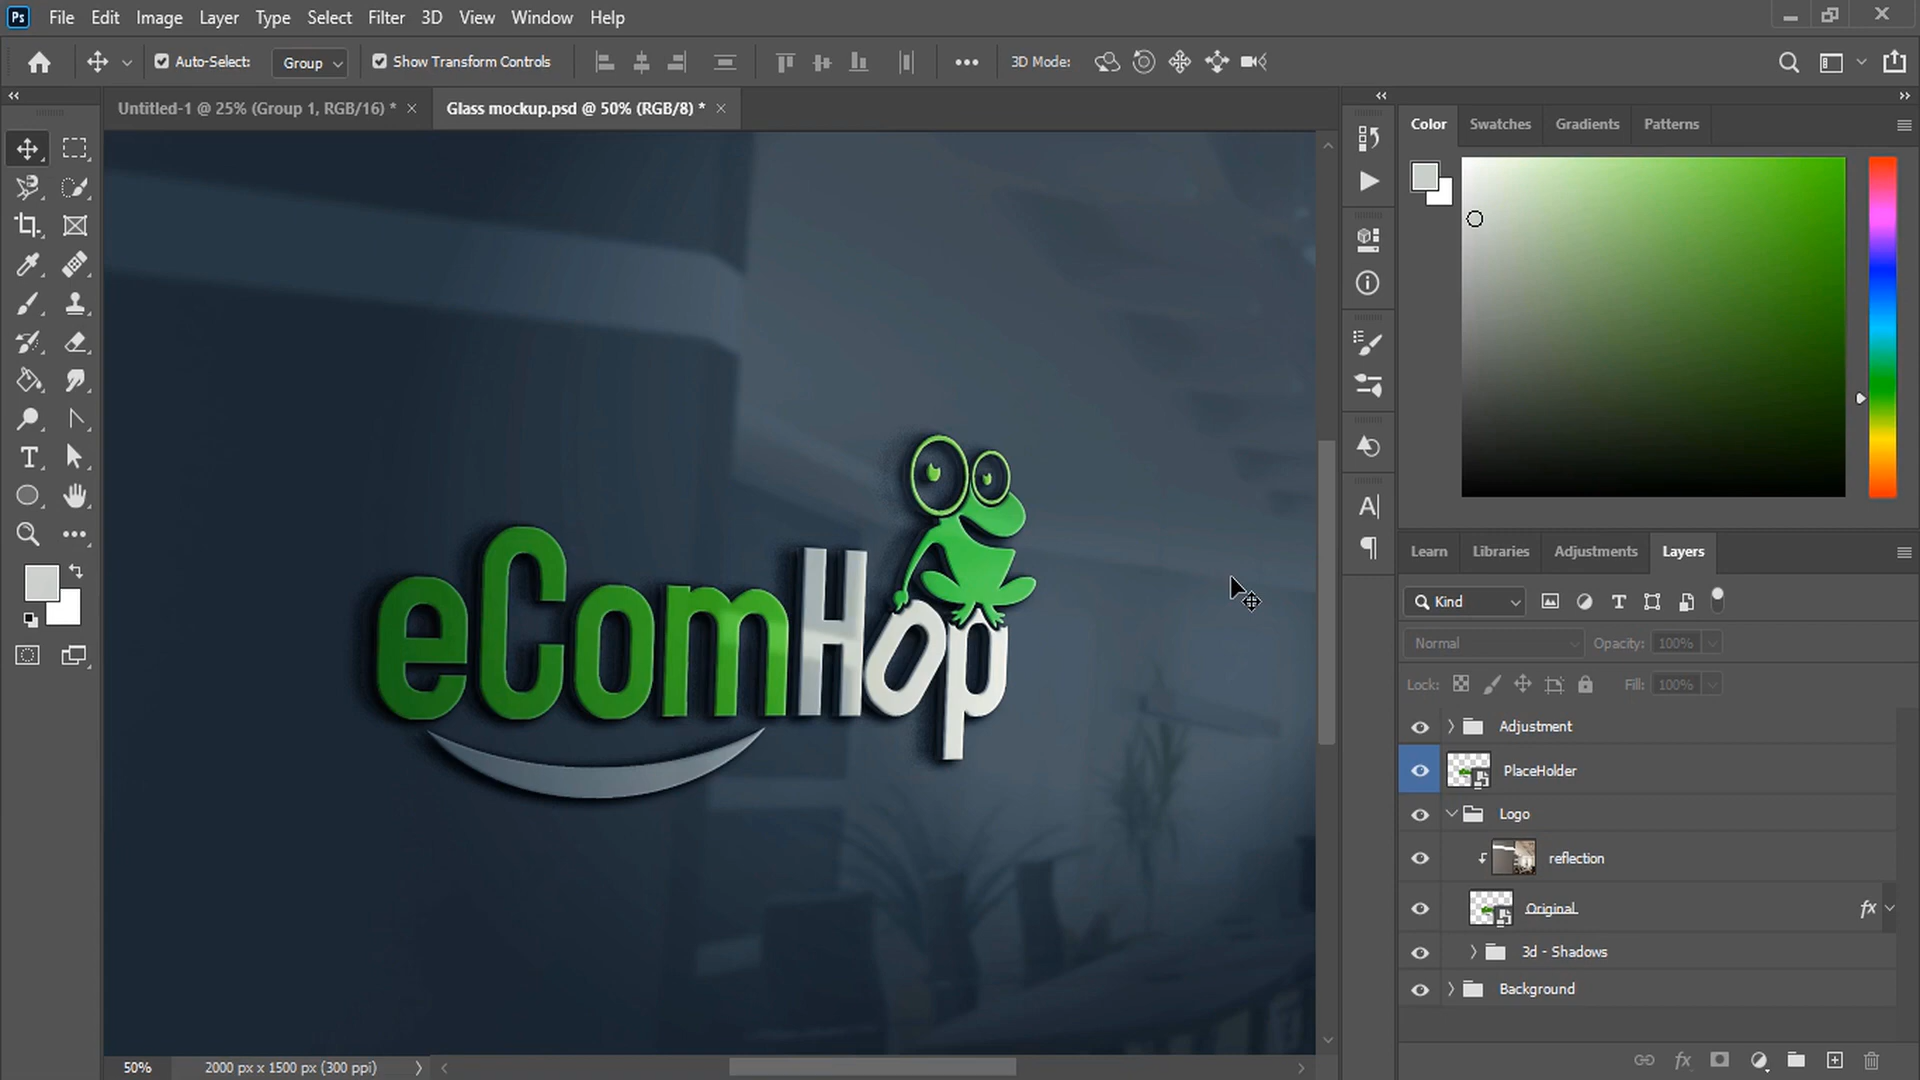 Ps File Edit Image Layer Type Select Filter 3D View Window Help
Auto-Select: Group Show Transform Controls 3D Mode:
Untitled-1 @ 25% (Group 1, RGB/16) *
Glass mockup.psd @ 50% (RGB/8) *
Color Swatches Gradients Patterns
eComHop
Learn Libraries Adjustments Layers
Kind
Normal Opacity: 100%
Lock: Fill: 100%
Adjustment
PlaceHolder
Logo
reflection
Original fx
3d - Shadows
Background
50% 2000 px x 1500 px (300 ppi)
fx